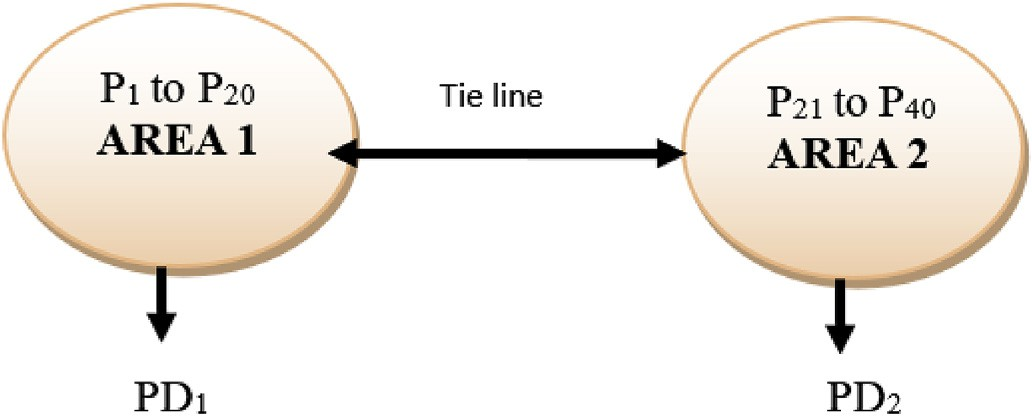 P₁ to P₂₀
AREA 1
Tie line
P₂₁ to P₄₀
AREA 2
PD₁
PD₂